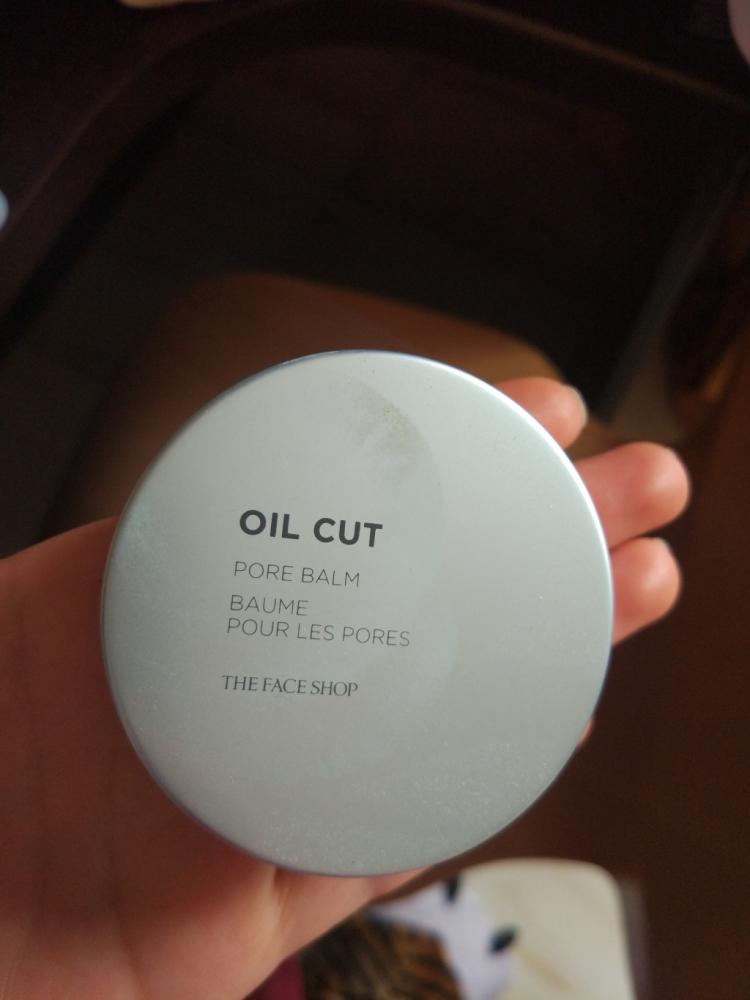 OIL CUT
PORE BALM
BAUME
POUR LES PORES
THE FACE SHOP